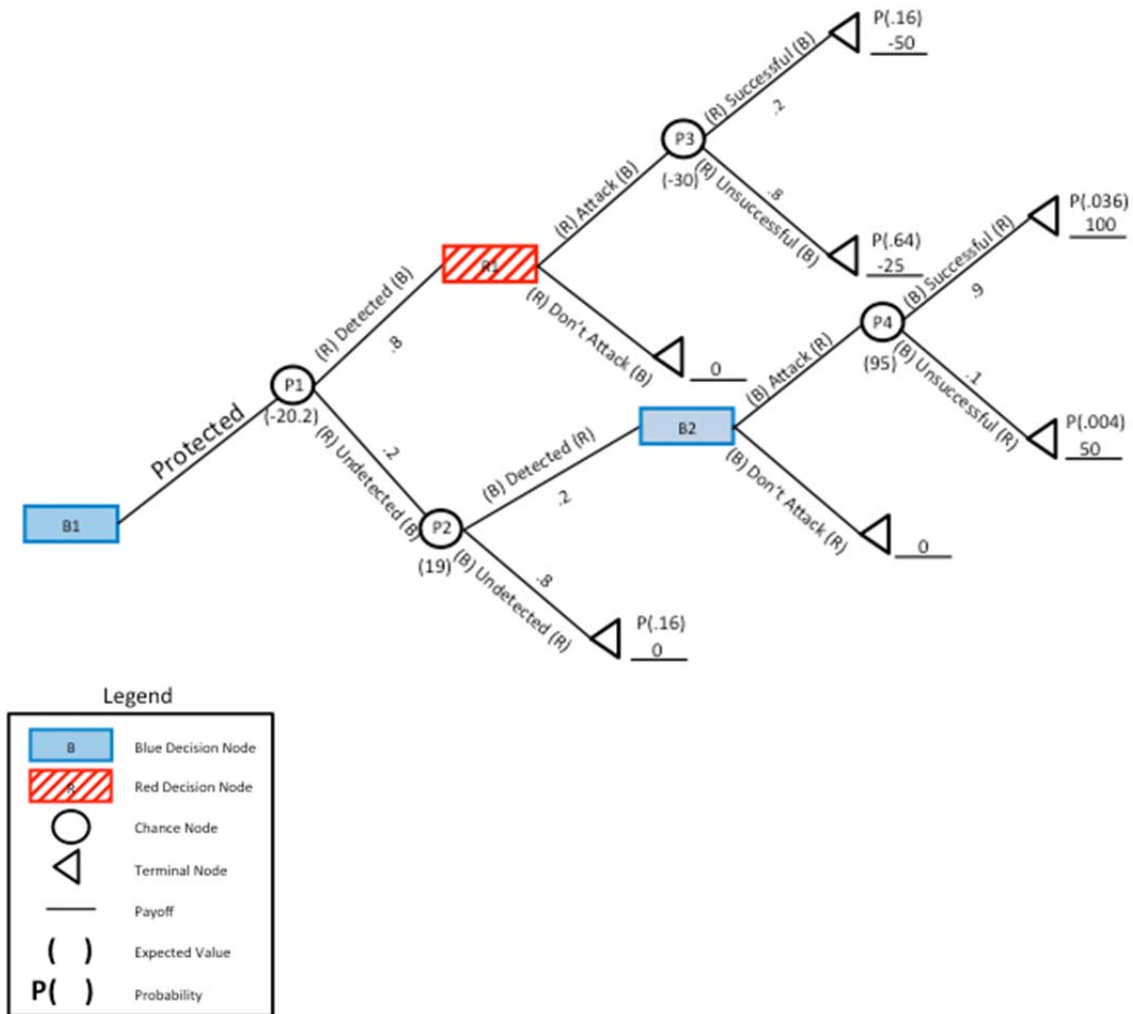 P(.16)
-50
(R) Successful (B)
.2
P3
(-30)
(R) Attack (B)
(R) Unsuccessful (B)
.8
P(.64)
-25
P(.036)
100
(B) Successful (R)
.9
R1
(R) Detected (B)
.8
(R) Don't Attack (B)
0
P4
(95)
(B) Attack (R)
(B) Unsuccessful (R)
.1
P(.004)
50
P1
(-20.2)
Protected
B1
(R) Undetected (B)
.2
B2
(B) Detected (R)
.2
(B) Don't Attack (R)
0
P2
(19)
(B) Undetected (R)
.8
P(.16)
0
Legend
B Blue Decision Node
R Red Decision Node
Chance Node
Terminal Node
Payoff
( ) Expected Value
P( ) Probability